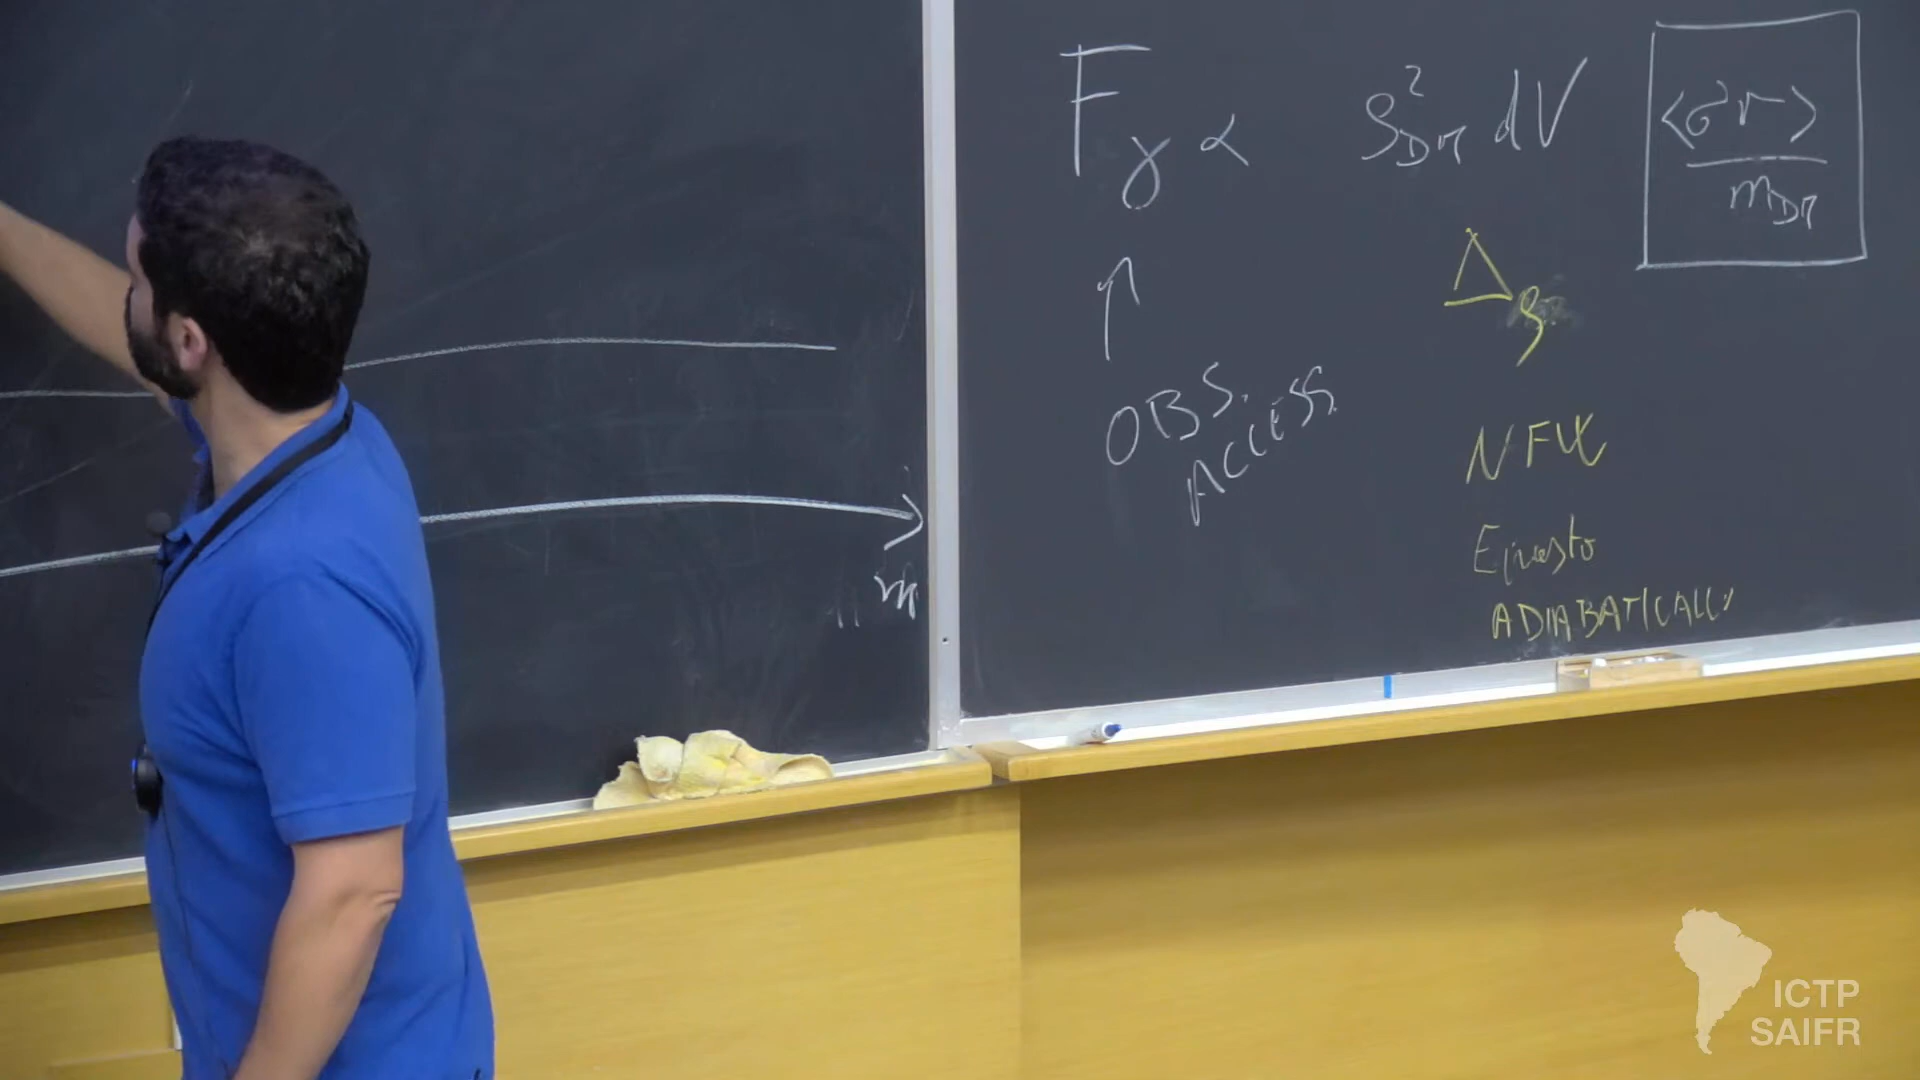 F_γ ∝ ρ²_DM dV <σv>/m_DM
Δρ
OBS.
ACCESS.
NFW
Einasto
ADIABATICALLY
"m
ICTP
SAIFR